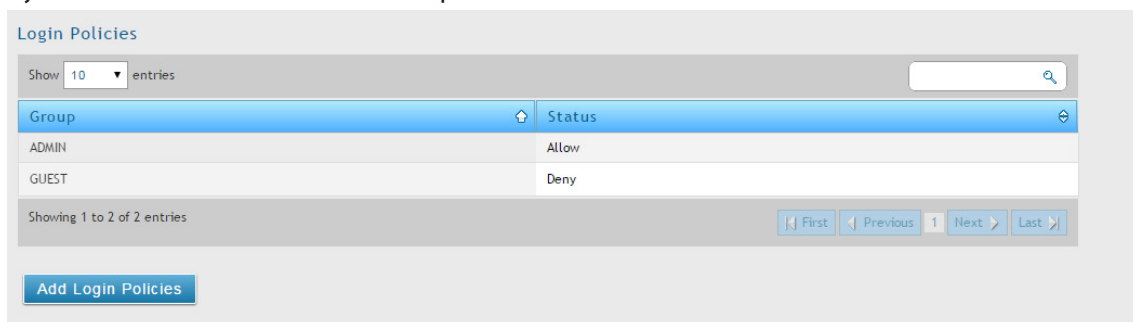 Login Policies
Show 10 entries
Group Status
ADMIN Allow
GUEST Deny
Showing 1 to 2 of 2 entries First Previous 1 Next Last
Add Login Policies